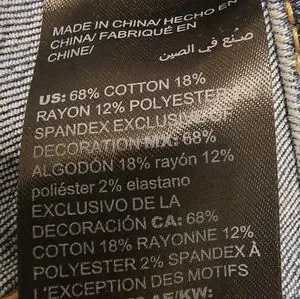 MADE IN CHINA/ HECHO EN
CHINA/ FABRIQUÉ EN
CHINE/ صنع في الصين
US: 68% COTTON 18%
RAYON 12% POLYESTER
SPANDEX EXCLUSIVE OF
DECORATION MX: 68%
ALGODÓN 18% rayón 12%
poliéster 2% elastano
EXCLUSIVO DE LA
DECORACIÓN CA: 68%
COTON 18% RAYONNE 12%
POLYESTER 2% SPANDEX À
L'EXCEPTION DES MOTIFS
AE/KW: